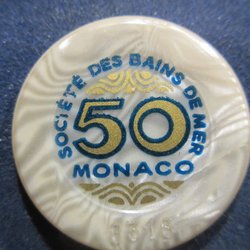 SOCIÉTÉ DES BAINS DE MER
50
MONACO